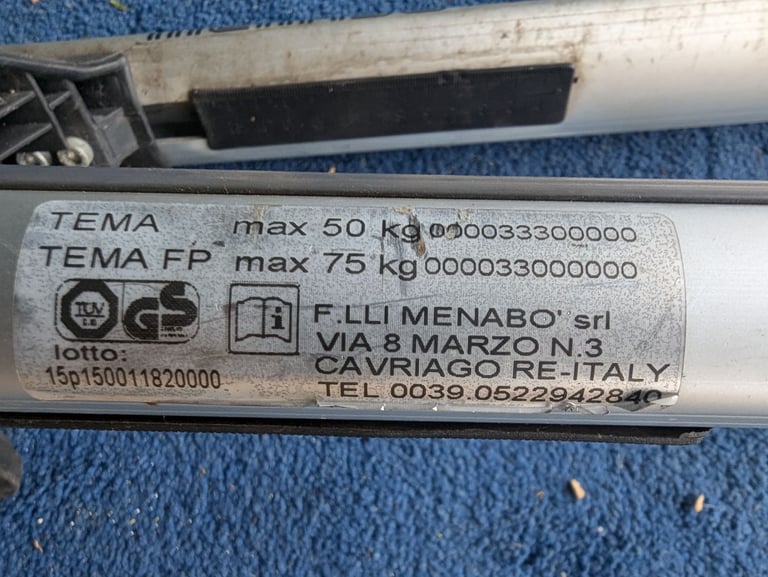 TEMA max 50 kg 000033300000
TEMA FP max 75 kg 000033000000
TÜV GS
i
F.LLI MENABO' srl
VIA 8 MARZO N.3
CAVRIAGO RE-ITALY
TEL 0039.0522942840
lotto:
15p150011820000